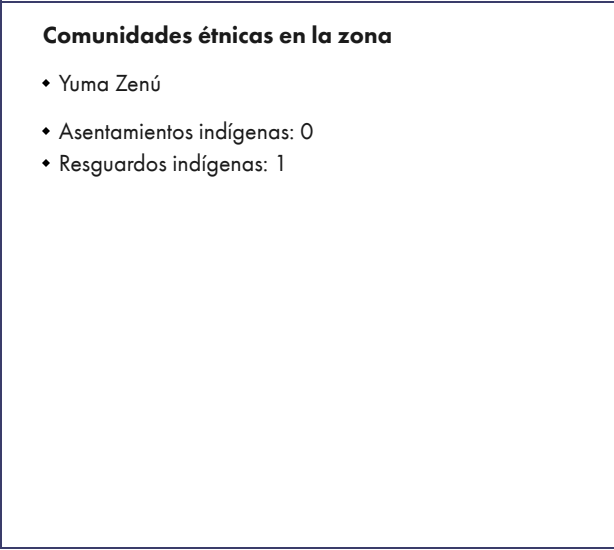 Comunidades étnicas en la zona
◆ Yuma Zenú
◆ Asentamientos indígenas: 0
◆ Resguardos indígenas: 1